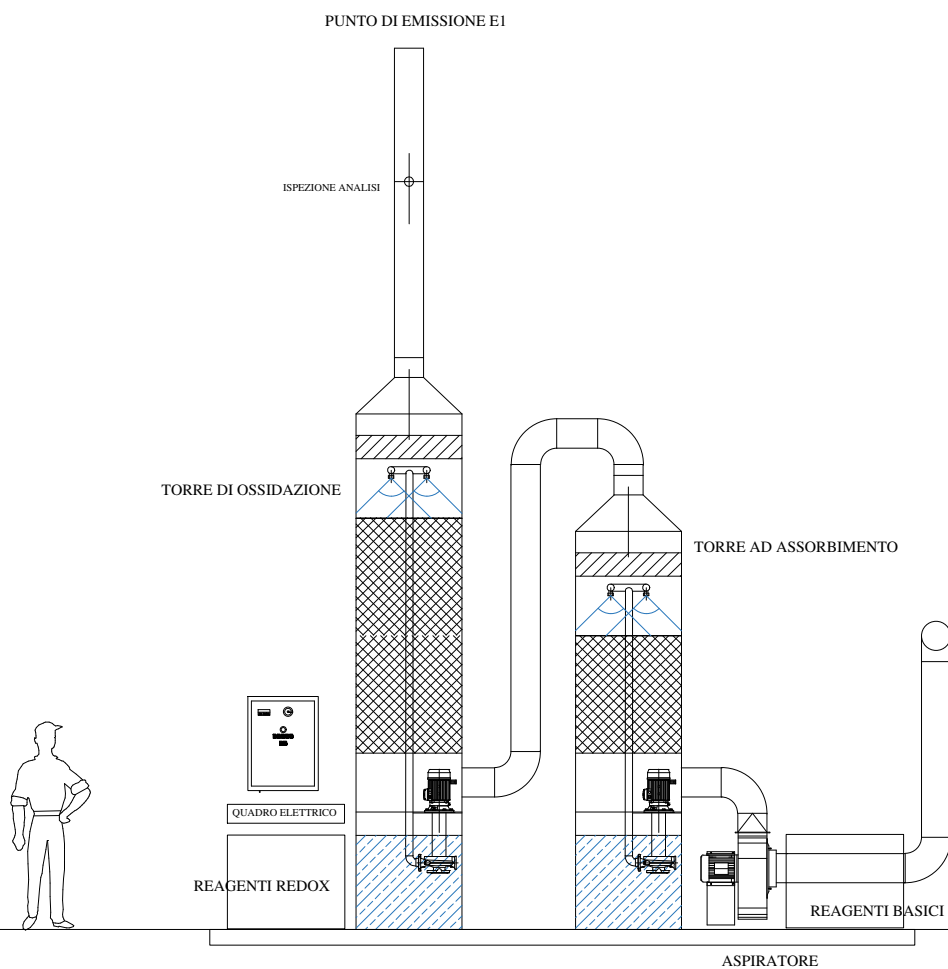 PUNTO DI EMISSIONE E1
ISPEZIONE ANALISI
TORRE DI OSSIDAZIONE
TORRE AD ASSORBIMENTO
QUADRO ELETTRICO
REAGENTI REDOX
REAGENTI BASICI
ASPIRATORE